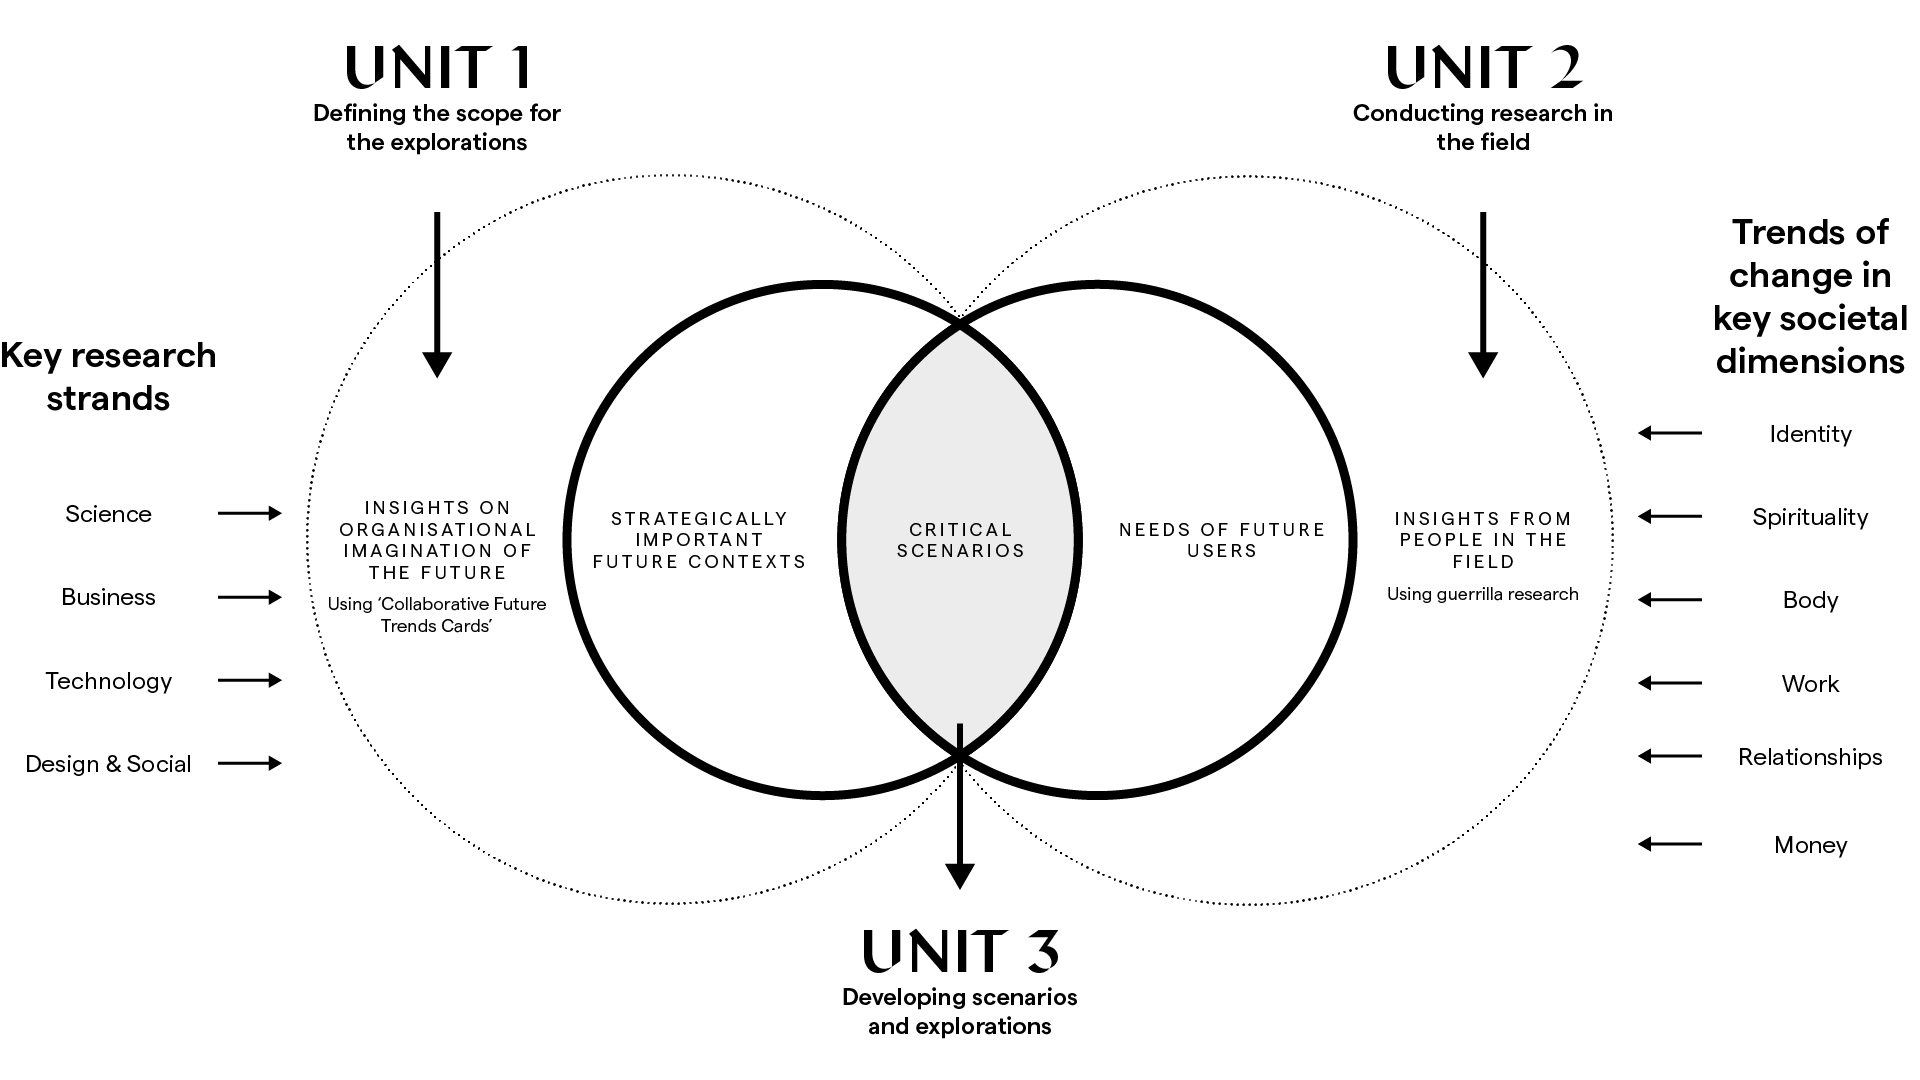 UNIT 1
Defining the scope for
the explorations
UNIT 2
Conducting research in
the field
Key research
strands
Science
Business
Technology
Design & Social
INSIGHTS ON
ORGANISATIONAL
IMAGINATION OF
THE FUTURE
Using ‘Collaborative Future
Trends Cards’
STRATEGICALLY
IMPORTANT
FUTURE CONTEXTS
CRITICAL
SCENARIOS
NEEDS OF FUTURE
USERS
INSIGHTS FROM
PEOPLE IN THE
FIELD
Using guerrilla research
Trends of
change in
key societal
dimensions
Identity
Spirituality
Body
Work
Relationships
Money
UNIT 3
Developing scenarios
and explorations